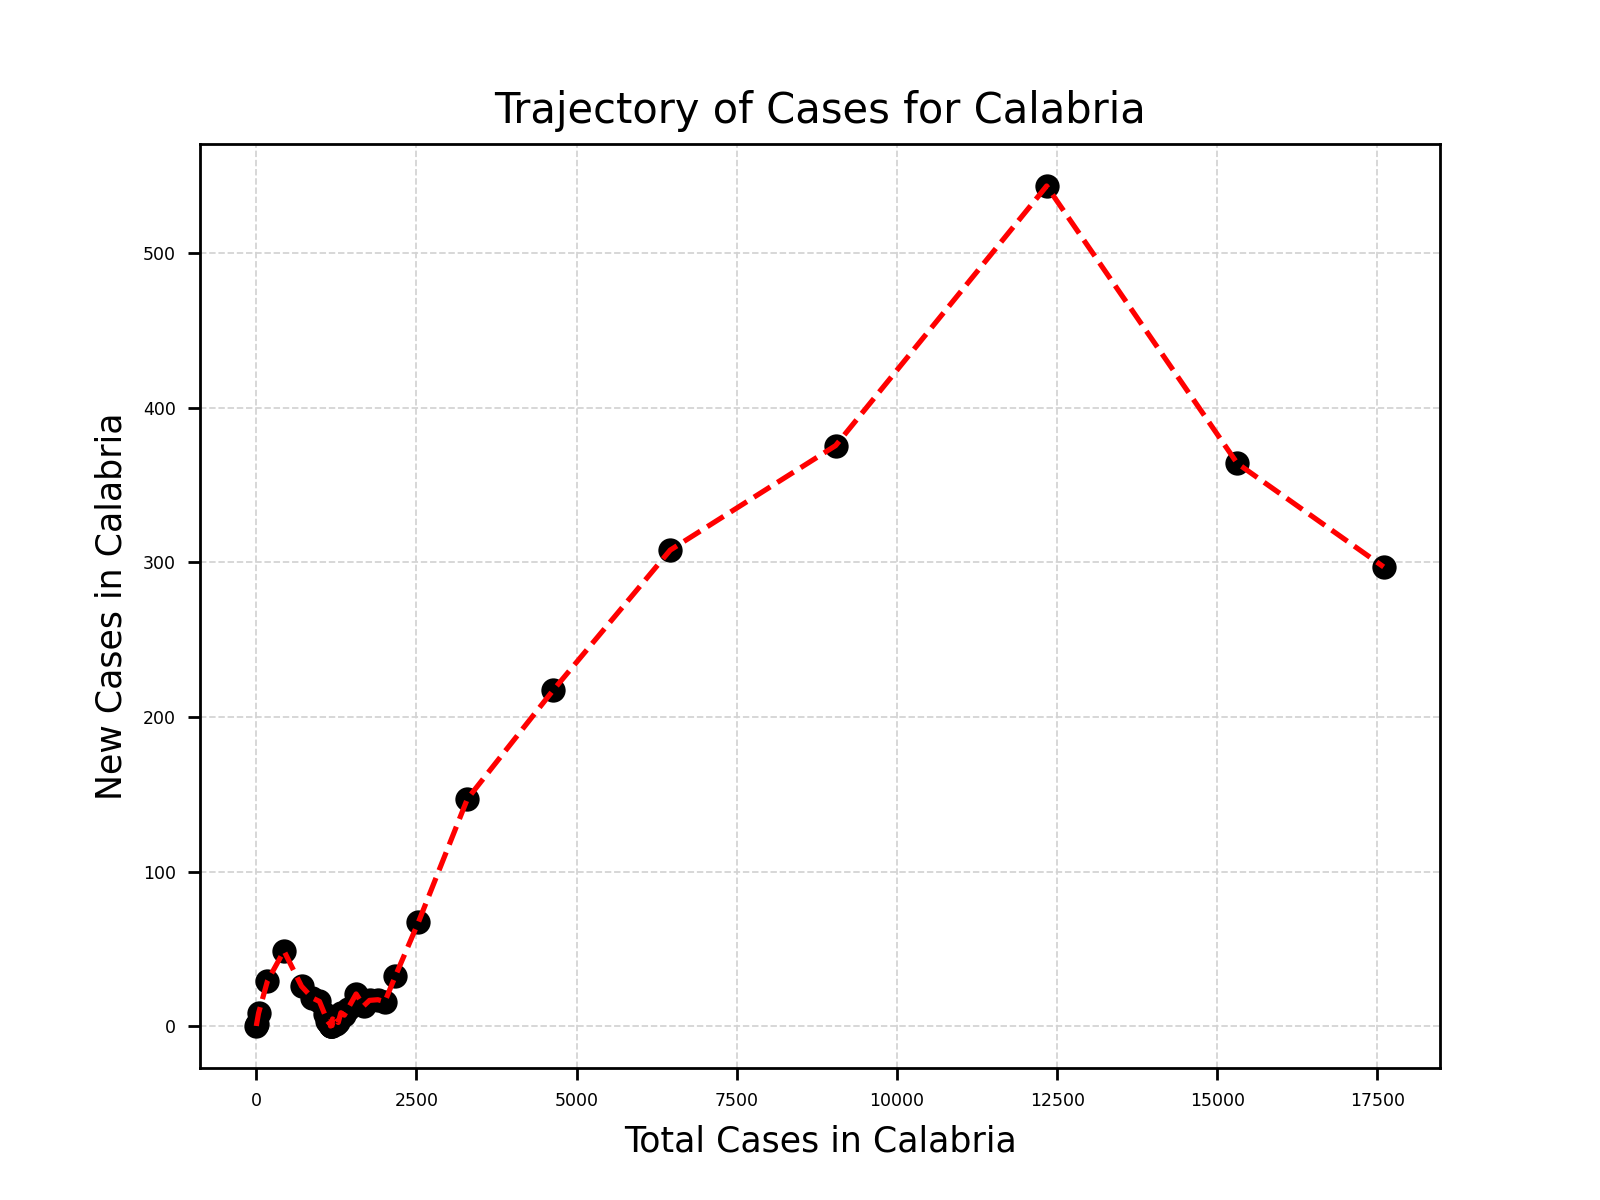 Trajectory of Cases for Calabria
New Cases in Calabria
500
400
300
200
100
0
0 2500 5000 7500 10000 12500 15000 17500
Total Cases in Calabria